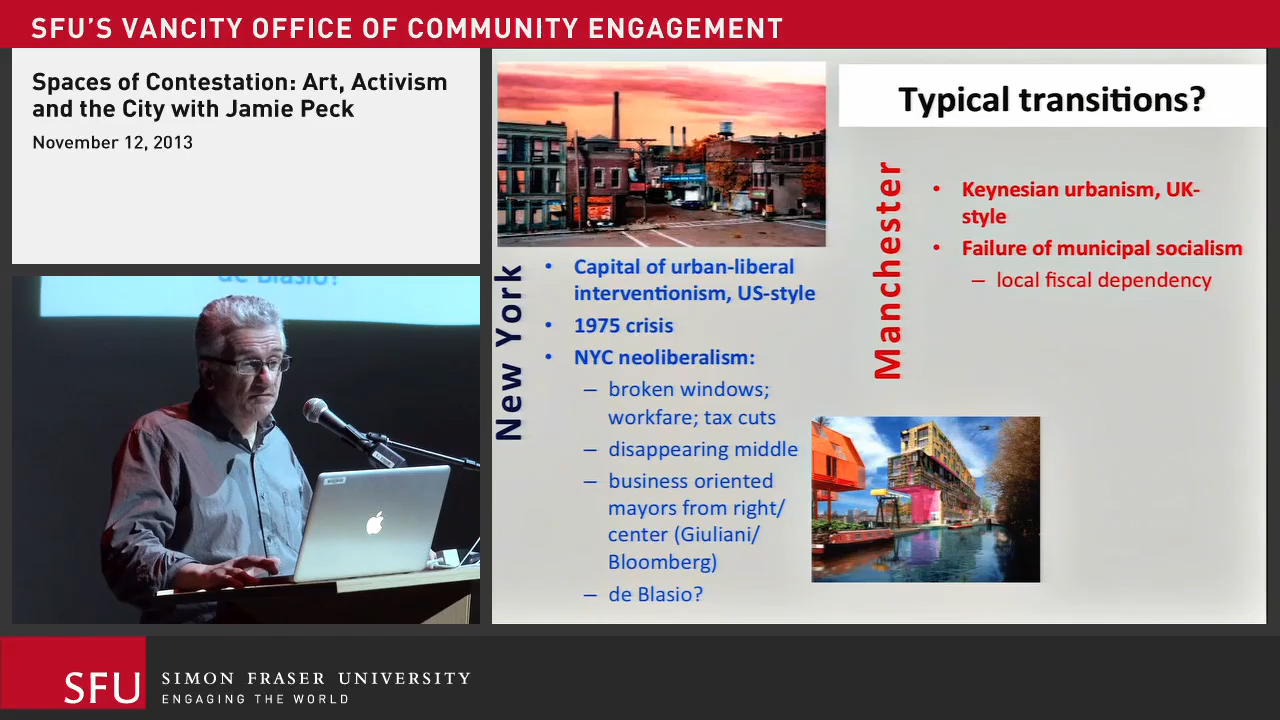 SFU'S VANCITY OFFICE OF COMMUNITY ENGAGEMENT
Spaces of Contestation: Art, Activism
and the City with Jamie Peck
November 12, 2013
de Blasio?
Typical transitions?
New York
• Capital of urban-liberal
interventionism, US-style
• 1975 crisis
• NYC neoliberalism:
– broken windows;
workfare; tax cuts
– disappearing middle
– business oriented
mayors from right/
center (Giuliani/
Bloomberg)
– de Blasio?
Manchester
• Keynesian urbanism, UK-
style
• Failure of municipal socialism
– local fiscal dependency
SFU
SIMON FRASER UNIVERSITY
ENGAGING THE WORLD